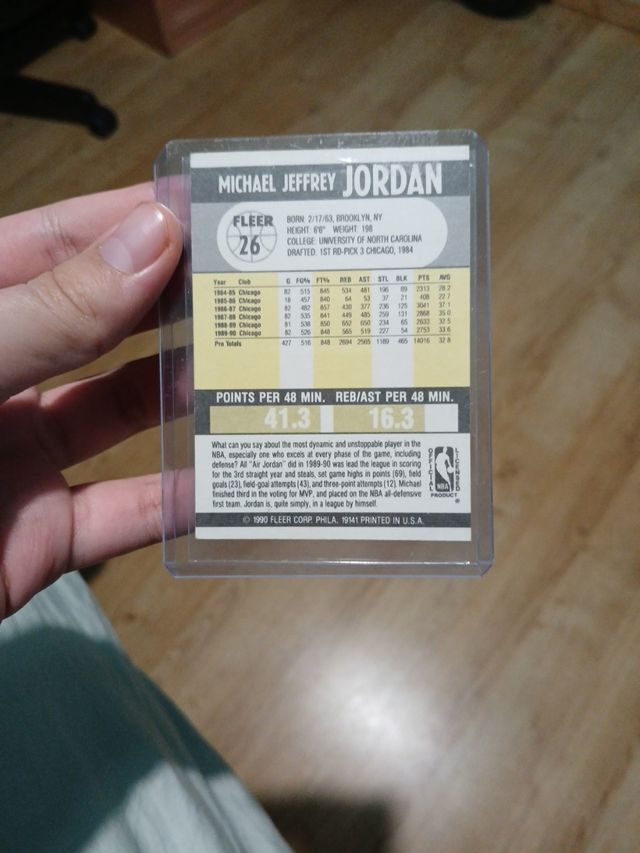 MICHAEL JEFFREY JORDAN
FLEER
26
BORN: 2/17/63, BROOKLYN, NY
HEIGHT: 6'6" WEIGHT: 198
COLLEGE: UNIVERSITY OF NORTH CAROLINA
DRAFTED: 1ST RD-PICK 3 CHICAGO, 1984
Year Club G FG% FT% REB AST STL BLK PTS AVG
1984-85 Chicago 82 515 845 534 481 196 69 2313 28.2
1985-86 Chicago 18 457 840 64 53 37 21 408 22.7
1986-87 Chicago 82 482 857 430 377 236 125 3041 37.1
1987-88 Chicago 82 535 841 449 485 259 131 2868 35.0
1988-89 Chicago 81 538 850 652 650 234 65 2633 32.5
1989-90 Chicago 82 526 848 565 519 227 54 2753 33.6
Pro Totals 427 516 848 2694 2565 1189 465 14016 32.8
POINTS PER 48 MIN. REB/AST PER 48 MIN.
41.3 16.3
What can you say about the most dynamic and unstoppable player in the
NBA, especially one who excels at every phase of the game, including
defense? All "Air Jordan" did in 1989-90 was lead the league in scoring
for the 3rd straight year and steals, set game highs in points (69), field
goals (23), field-goal attempts (43), and three-point attempts (12). Michael
finished third in the voting for MVP, and placed on the NBA all-defensive
first team. Jordan is, quite simply, in a league by himself.
OFFICIAL LICENSED
NBA
PRODUCT
®
© 1990 FLEER CORP. PHILA. 19141 PRINTED IN U.S.A.